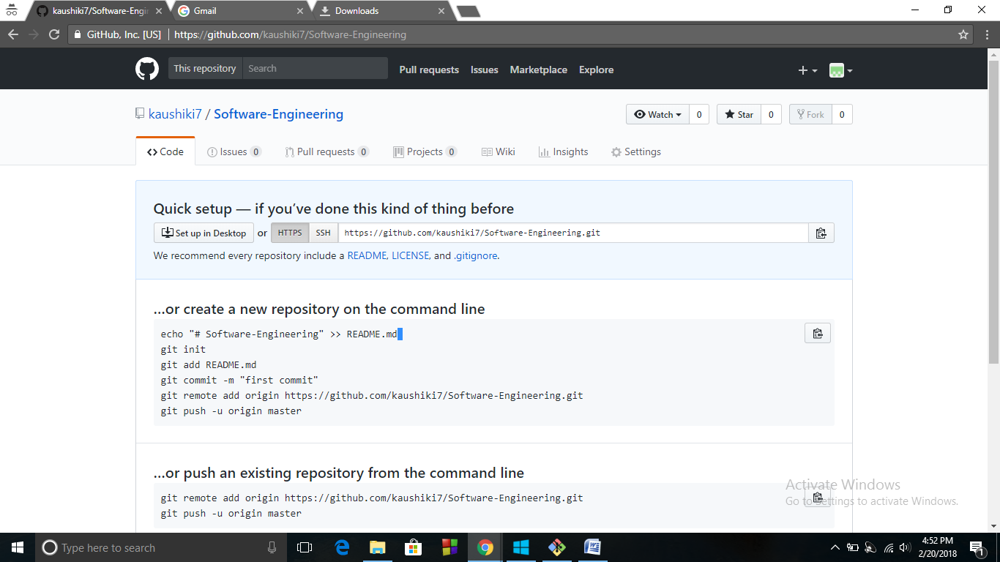 kaushiki7/Software-Engi
Gmail
Downloads
GitHub, Inc. [US] https://github.com/kaushiki7/Software-Engineering
This repository Search Pull requests Issues Marketplace Explore
kaushiki7 / Software-Engineering
Watch 0 Star 0 Fork 0
Code Issues 0 Pull requests 0 Projects 0 Wiki Insights Settings
Quick setup — if you’ve done this kind of thing before
Set up in Desktop or HTTPS SSH https://github.com/kaushiki7/Software-Engineering.git
We recommend every repository include a README, LICENSE, and .gitignore.
…or create a new repository on the command line
echo "# Software-Engineering" >> README.md
git init
git add README.md
git commit -m "first commit"
git remote add origin https://github.com/kaushiki7/Software-Engineering.git
git push -u origin master
…or push an existing repository from the command line
git remote add origin https://github.com/kaushiki7/Software-Engineering.git
git push -u origin master
Activate Windows
Go to Settings to activate Windows.
Type here to search
4:52 PM
2/20/2018
1